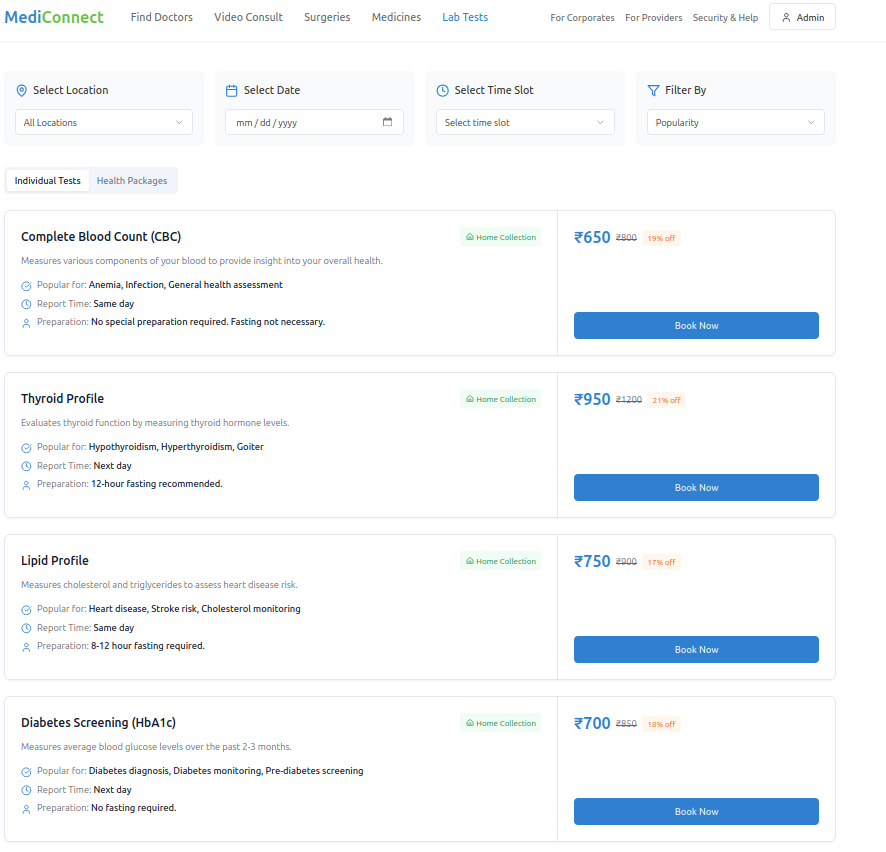 MediConnect Find Doctors Video Consult Surgeries Medicines Lab Tests For Corporates For Providers Security & Help Admin
Select Location Select Date Select Time Slot Filter By
All Locations mm / dd / yyyy Select time slot Popularity
Individual Tests Health Packages
Complete Blood Count (CBC) Home Collection ₹650 ₹800 19% off
Measures various components of your blood to provide insight into your overall health.
Popular for: Anemia, Infection, General health assessment
Report Time: Same day
Preparation: No special preparation required. Fasting not necessary.
Book Now
Thyroid Profile Home Collection ₹950 ₹1200 21% off
Evaluates thyroid function by measuring thyroid hormone levels.
Popular for: Hypothyroidism, Hyperthyroidism, Goiter
Report Time: Next day
Preparation: 12-hour fasting recommended.
Book Now
Lipid Profile Home Collection ₹750 ₹900 17% off
Measures cholesterol and triglycerides to assess heart disease risk.
Popular for: Heart disease, Stroke risk, Cholesterol monitoring
Report Time: Same day
Preparation: 8-12 hour fasting required.
Book Now
Diabetes Screening (HbA1c) Home Collection ₹700 ₹850 18% off
Measures average blood glucose levels over the past 2-3 months.
Popular for: Diabetes diagnosis, Diabetes monitoring, Pre-diabetes screening
Report Time: Next day
Preparation: No fasting required.
Book Now